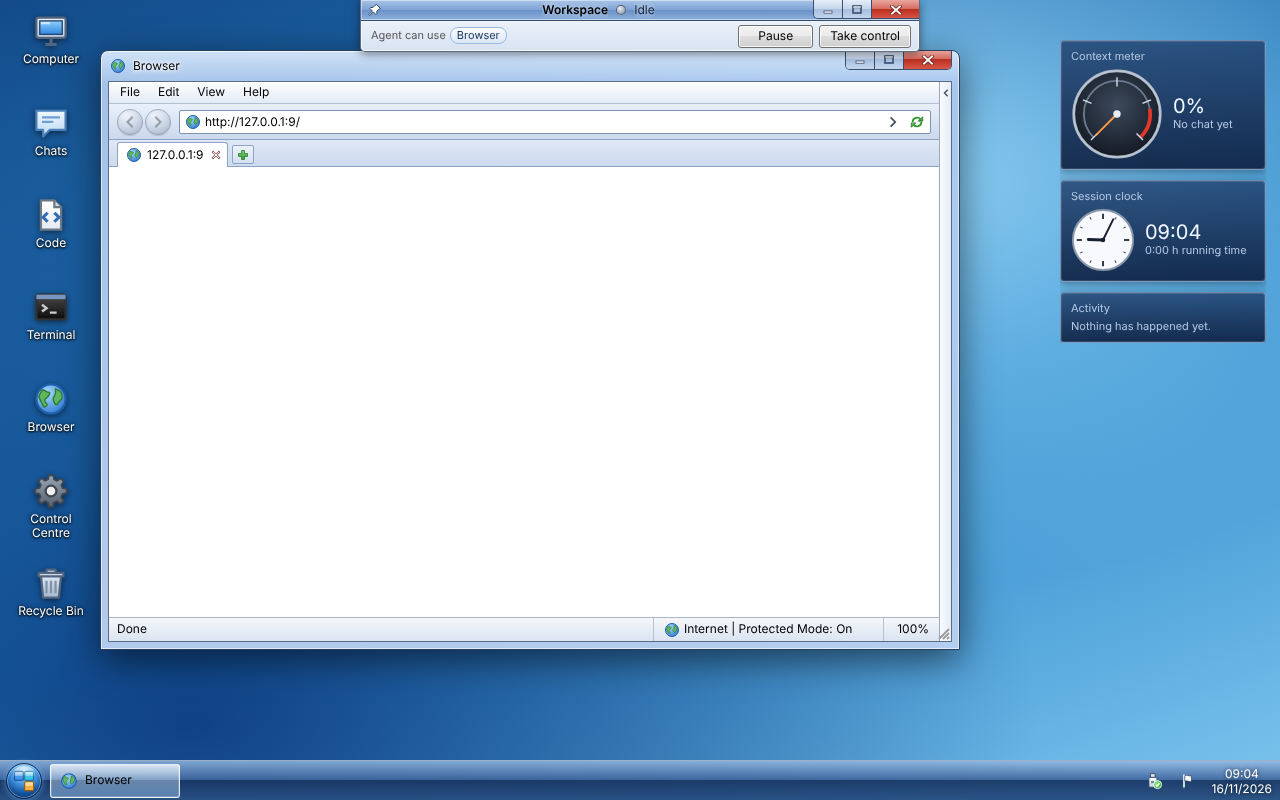 Workspace Idle
Agent can use Browser
Pause
Take control
Computer
Chats
Code
Terminal
Browser
Control
Centre
Recycle Bin
Browser
File Edit View Help
http://127.0.0.1:9/
127.0.0.1:9
Done
Internet | Protected Mode: On
100%
Context meter
0%
No chat yet
Session clock
09:04
0:00 h running time
Activity
Nothing has happened yet.
Browser
09:04
16/11/2026